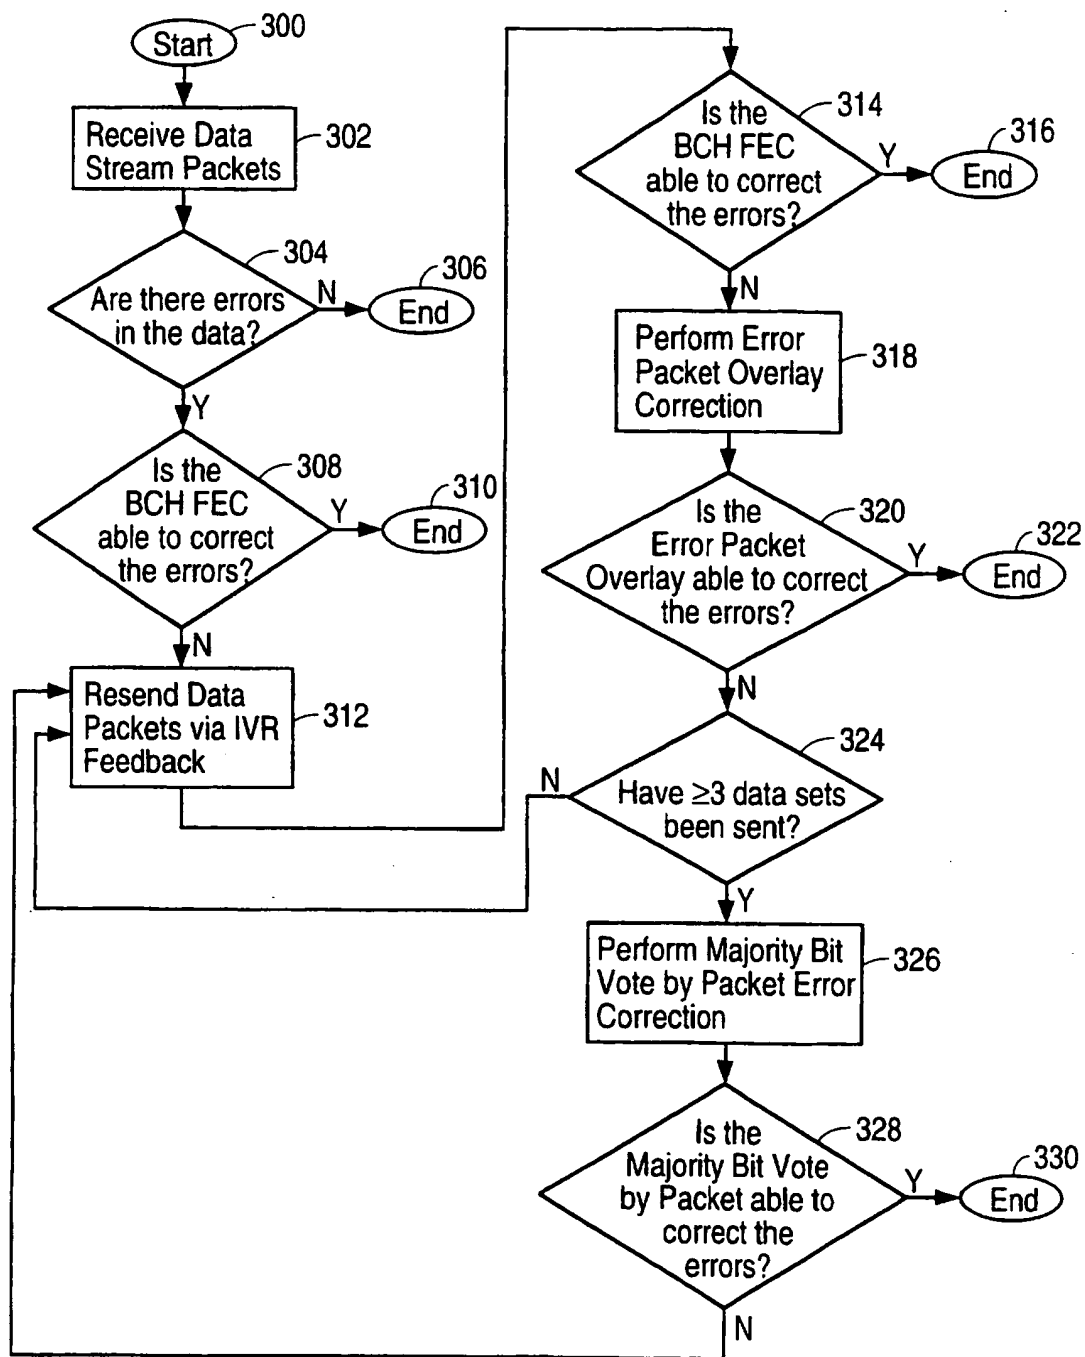 Start
300
Receive Data
Stream Packets
302
Are there errors
in the data?
304
N
End
306
Y
Is the
BCH FEC
able to correct
the errors?
308
Y
End
310
N
Resend Data
Packets via IVR
Feedback
312
Is the
BCH FEC
able to correct
the errors?
314
Y
End
316
N
Perform Error
Packet Overlay
Correction
318
Is the
Error Packet
Overlay able to correct
the errors?
320
Y
End
322
N
Have ≥3 data sets
been sent?
324
N
Y
Perform Majority Bit
Vote by Packet Error
Correction
326
Is the
Majority Bit Vote
by Packet able to
correct the
errors?
328
Y
End
330
N